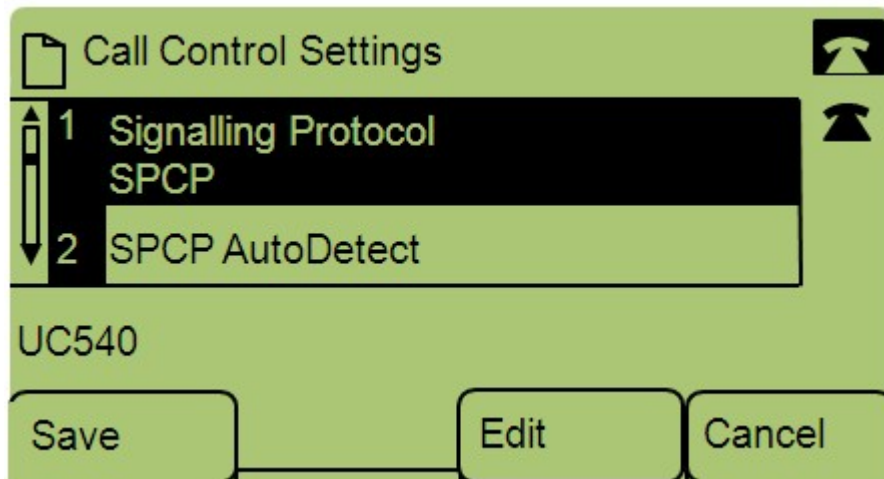 Call Control Settings
1 Signalling Protocol
SPCP
2 SPCP AutoDetect
UC540
Save Edit Cancel